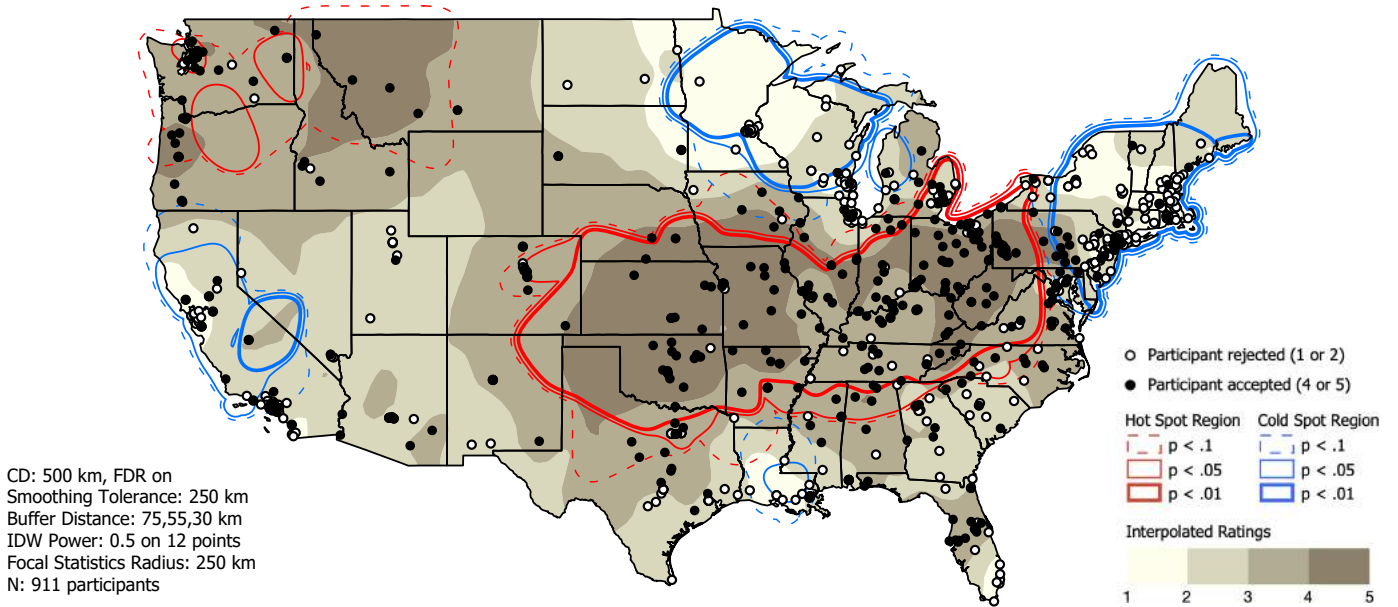 CD: 500 km, FDR on
Smoothing Tolerance: 250 km
Buffer Distance: 75,55,30 km
IDW Power: 0.5 on 12 points
Focal Statistics Radius: 250 km
N: 911 participants
Participant rejected (1 or 2)
Participant accepted (4 or 5)
Hot Spot Region Cold Spot Region
p < .1 p < .1
p < .05 p < .05
p < .01 p < .01
Interpolated Ratings
1 2 3 4 5